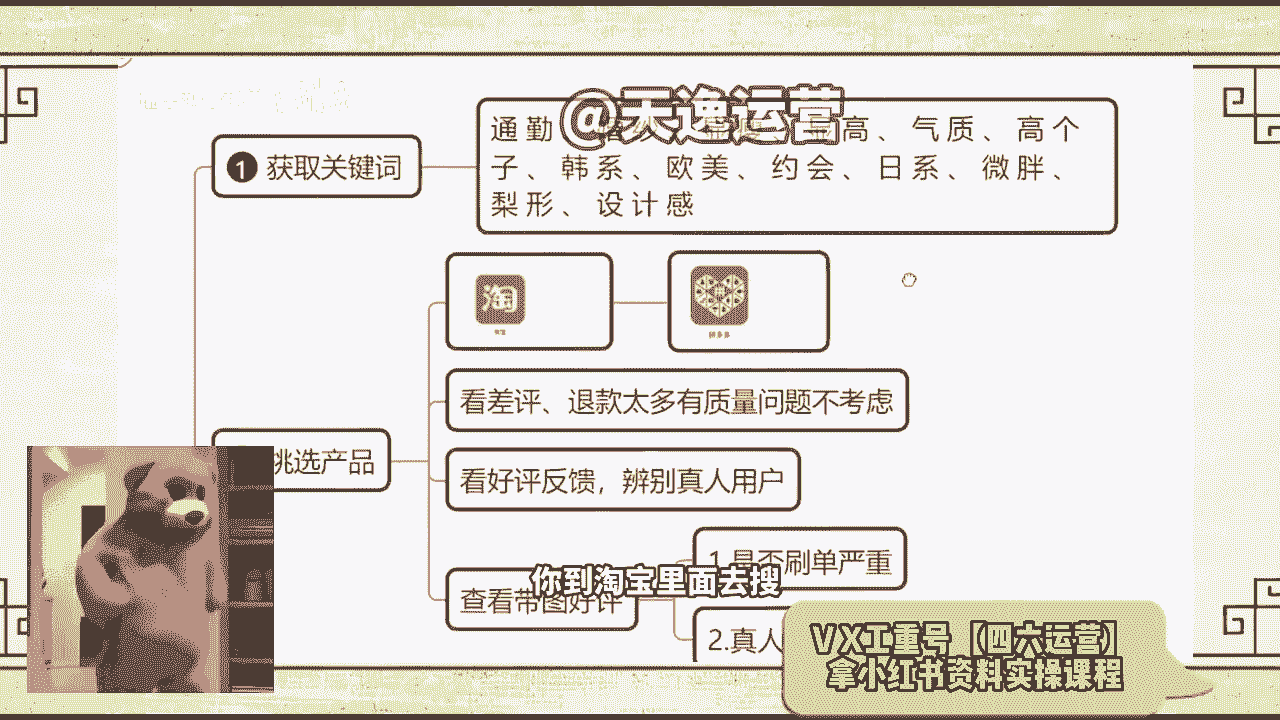 @天逸运营
通勤、显高、气质、高个
子、韩系、欧美、约会、日系、微胖、
梨形、设计感
1 获取关键词
淘
拼多多
看差评、退款太多有质量问题不考虑
挑选产品
看好评反馈，辨别真人用户
1.是否刷单严重
你到淘宝里面去搜
查看带图好评
2.真人
VX工重号【四六运营】
拿小红书资料实操课程